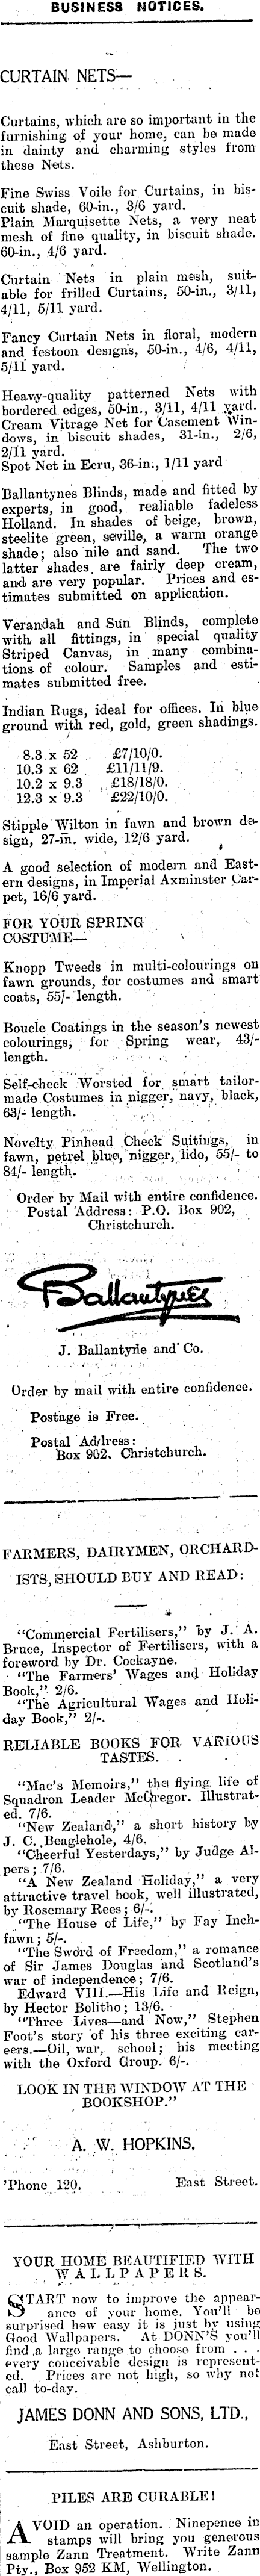 BUSINESS NOTICES.
CURTAIN NETS—
Curtains, which are so important in the
furnishing of your home, can be made
in dainty and charming styles from
these Nets.
Fine Swiss Voile for Curtains, in bis-
cuit shade, 60-in., 3/6 yard.
Plain Marquisette Nets, a very neat
mesh of fine quality, in biscuit shade.
60-in., 4/6 yard.
Curtain Nets in plain mesh, suit-
able for frilled Curtains, 50-in., 3/11,
4/11, 5/11 yard.
Fancy Curtain Nets in floral, modern
and festoon designs, 50-in., 4/6, 4/11,
5/11 yard.
Heavy-quality patterned Nets with
bordered edges, 50-in., 3/11, 4/11 yard.
Cream Vitrage Net for Casement Win-
dows, in biscuit shades, 31-in., 2/6,
2/11 yard.
Spot Net in Ecru, 36-in., 1/11 yard
Ballantynes Blinds, made and fitted by
experts, in good, realiable fadeless
Holland. In shades of beige, brown,
steelite green, seville, a warm orange
shade; also nile and sand. The two
latter shades are fairly deep cream,
and are very popular. Prices and es-
timates submitted on application.
Verandah and Sun Blinds, complete
with all fittings, in special quality
Striped Canvas, in many combina-
tions of colour. Samples and esti-
mates submitted free.
Indian Rugs, ideal for offices. In blue
ground with red, gold, green shadings.
8.3 x 52 £7/10/0.
10.3 x 62 £11/11/9.
10.2 x 9.3 £18/18/0.
12.3 x 9.3 £22/10/0.
Stipple Wilton in fawn and brown de-
sign, 27-in. wide, 12/6 yard.
A good selection of modern and East-
ern designs, in Imperial Axminster Car-
pet, 16/6 yard.
FOR YOUR SPRING
COSTUME—
Knopp Tweeds in multi-colourings on
fawn grounds, for costumes and smart
coats, 55/- length.
Boucle Coatings in the season's newest
colourings, for Spring wear, 43/-
length.
Self-check Worsted for smart tailor-
made Costumes in nigger, navy, black,
63/- length.
Novelty Pinhead Check Suitings, in
fawn, petrel blue, nigger, lido, 55/- to
84/- length.
Order by Mail with entire confidence.
Postal Address: P.O. Box 902,
Christchurch.
Ballantynes
J. Ballantyne and Co.
Order by mail with entire confidence.
Postage is Free.
Postal Address:
Box 902, Christchurch.
FARMERS, DAIRYMEN, ORCHARD-
ISTS, SHOULD BUY AND READ:
"Commercial Fertilisers," by J. A.
Bruce, Inspector of Fertilisers, with a
foreword by Dr. Cockayne.
"The Farmers' Wages and Holiday
Book," 2/6.
"The Agricultural Wages and Holi-
day Book," 2/-.
RELIABLE BOOKS FOR VARIOUS
TASTES.
"Mac's Memoirs," the flying life of
Squadron Leader McGregor. Illustrat-
ed. 7/6.
"New Zealand," a short history by
J. C. Beaglehole, 4/6.
"Cheerful Yesterdays," by Judge Al-
pers; 7/6.
"A New Zealand Holiday," a very
attractive travel book, well illustrated,
by Rosemary Rees; 6/-.
"The House of Life," by Fay Inch-
fawn; 5/-.
"The Sword of Freedom," a romance
of Sir James Douglas and Scotland's
war of independence; 7/6.
Edward VIII.—His Life and Reign,
by Hector Bolitho; 13/6.
"Three Lives—and Now," Stephen
Foot's story of his three exciting car-
eers.—Oil, war, school; his meeting
with the Oxford Group. 6/-.
LOOK IN THE WINDOW AT THE
BOOKSHOP."
A. W. HOPKINS,
'Phone 120. East Street.
YOUR HOME BEAUTIFIED WITH
WALLPAPERS.
START now to improve the appear-
ance of your home. You'll be
surprised how easy it is just by using
Good Wallpapers. At DONN'S you'll
find a large range to choose from . . .
every conceivable design is represent-
ed. Prices are not high, so why not
call to-day.
JAMES DONN AND SONS, LTD.,
East Street, Ashburton.
PILES ARE CURABLE!
AVOID an operation. Ninepence in
stamps will bring you generous
sample Zann Treatment. Write Zann
Pty., Box 952 KM, Wellington.